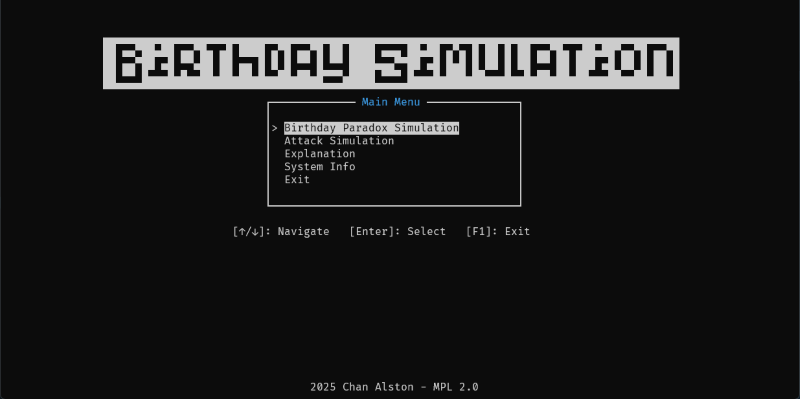 BiRTHDAY SiMULATiON
Main Menu
> Birthday Paradox Simulation
Attack Simulation
Explanation
System Info
Exit
[↑/↓]: Navigate [Enter]: Select [F1]: Exit
2025 Chan Alston - MPL 2.0